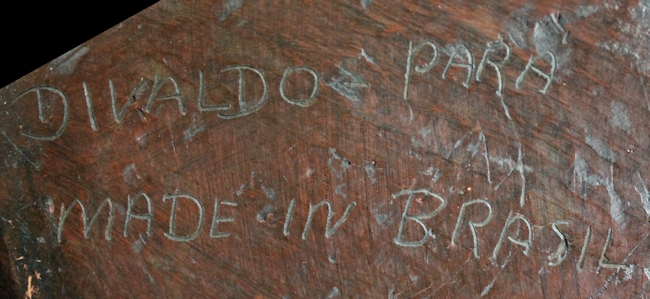 DIVALDO PARA
MADE IN BRASIL